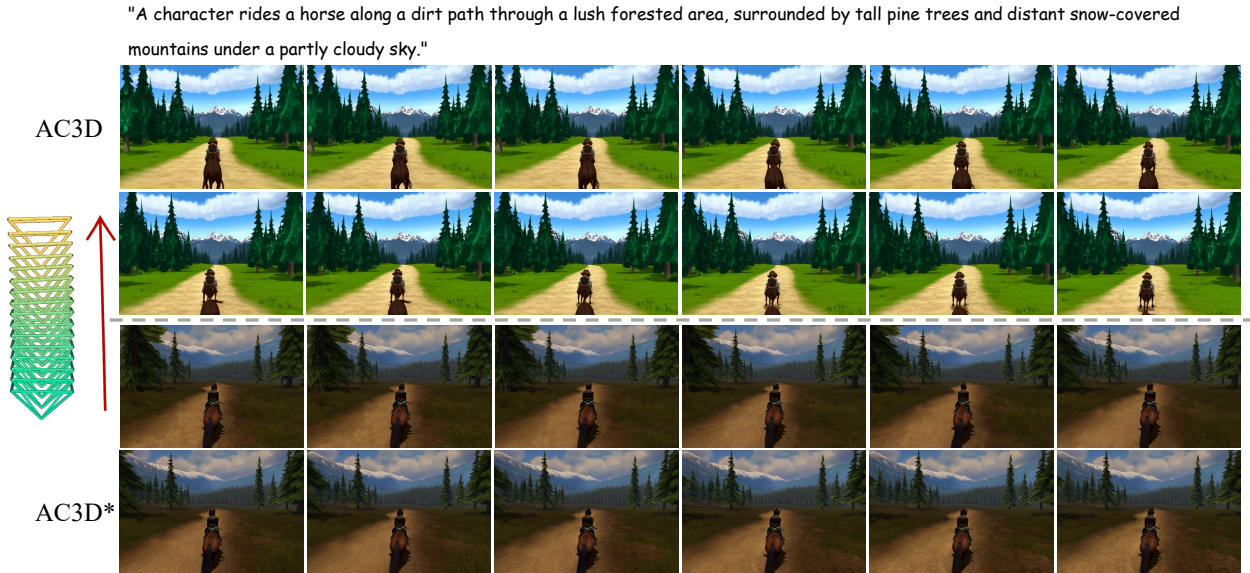 "A character rides a horse along a dirt path through a lush forested area, surrounded by tall pine trees and distant snow-covered
mountains under a partly cloudy sky."
AC3D
AC3D*